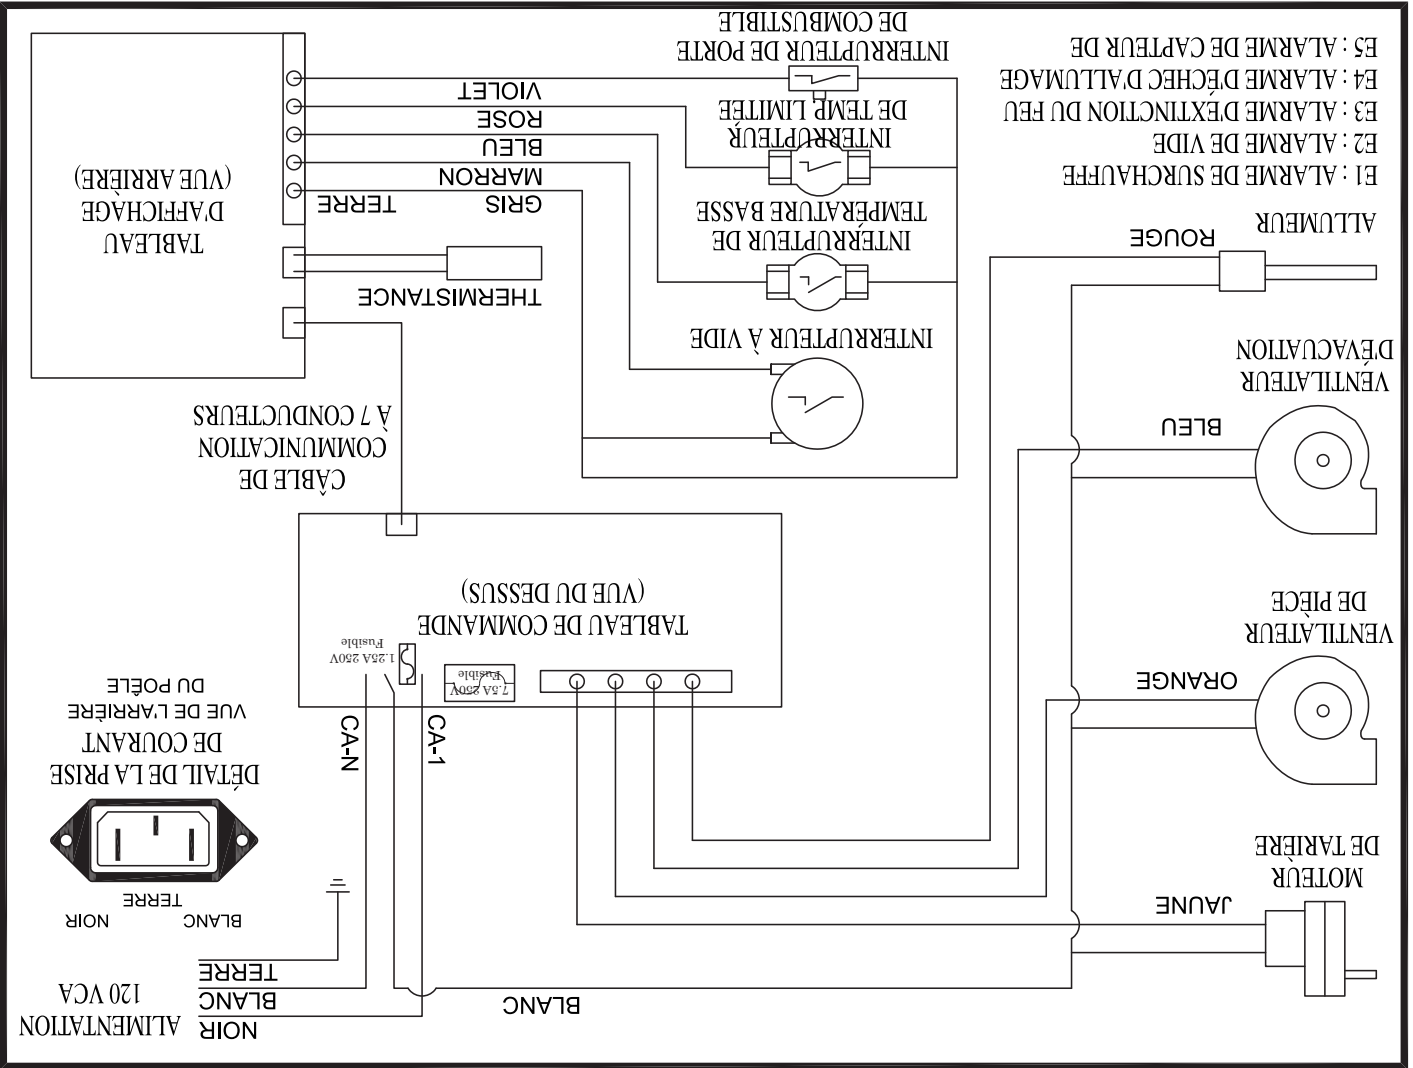 ALIMENTATION
120 VCA
NOIR
BLANC
TERRE
BLANC
BLANC
TERRE
NOIR
DÉTAIL DE LA PRISE
DE COURANT
VUE DE L'ARRIÈRE
DU POÊLE
CA-1
CA-N
7.5A 250V
Fusible
1.25A 250V
Fusible
TABLEAU DE COMMANDE
(VUE DU DESSUS)
JAUNE
MOTEUR
DE TARIÈRE
ORANGE
VENTILATEUR
DE PIÈCE
BLEU
VENTILATEUR
D'ÉVACUATION
ROUGE
ALLUMEUR
CÂBLE DE
COMMUNICATION
À 7 CONDUCTEURS
INTERRUPTEUR À VIDE
THERMISTANCE
INTERRUPTEUR DE
TEMPÉRATURE BASSE
GRIS
TERRE
MARRON
BLEU
ROSE
VIOLET
INTERRUPTEUR
DE TEMP LIMITÉE
INTERRUPTEUR DE PORTE
DE COMBUSTIBLE
TABLEAU
D'AFFICHAGE
(VUE ARRIÈRE)
E1 : ALARME DE SURCHAUFFE
E2 : ALARME DE VIDE
E3 : ALARME D'EXTINCTION DU FEU
E4 : ALARME D'ÉCHEC D'ALLUMAGE
E5 : ALARME DE CAPTEUR DE